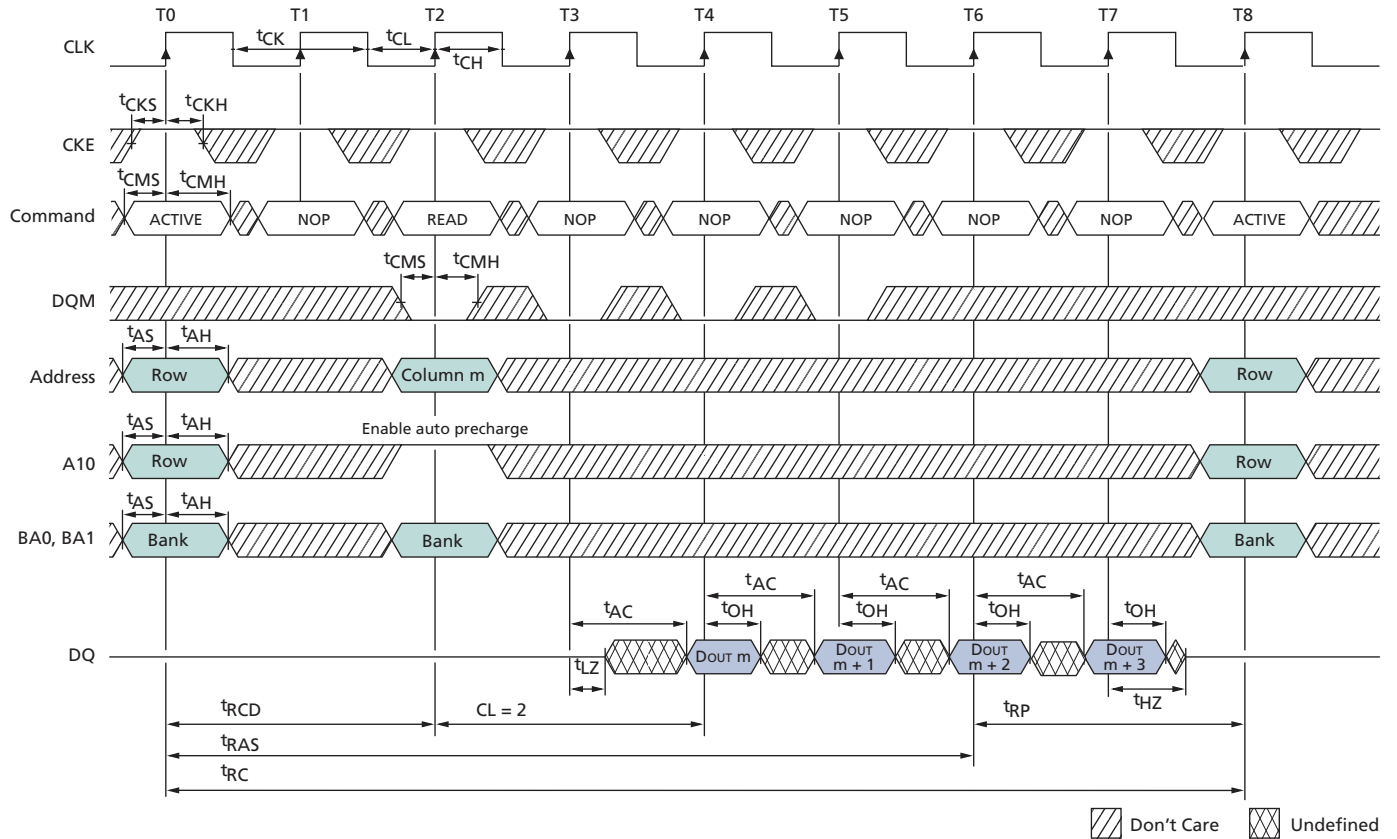 T0 T1 T2 T3 T4 T5 T6 T7 T8
CLK
tCK tCL
tCH
tCKS tCKH
CKE
tCMS tCMH
Command ACTIVE NOP READ NOP NOP NOP NOP NOP ACTIVE
tCMS tCMH
DQM
tAS tAH
Address Row Column m Row
Enable auto precharge
tAS tAH
A10 Row Row
tAS tAH
BA0, BA1 Bank Bank Bank
tAC tAC tAC
tAC tOH tOH tOH tOH
DQ DOUT m DOUT m + 1 DOUT m + 2 DOUT m + 3
tLZ tHZ
tRCD CL = 2 tRP
tRAS
tRC
Don't Care Undefined